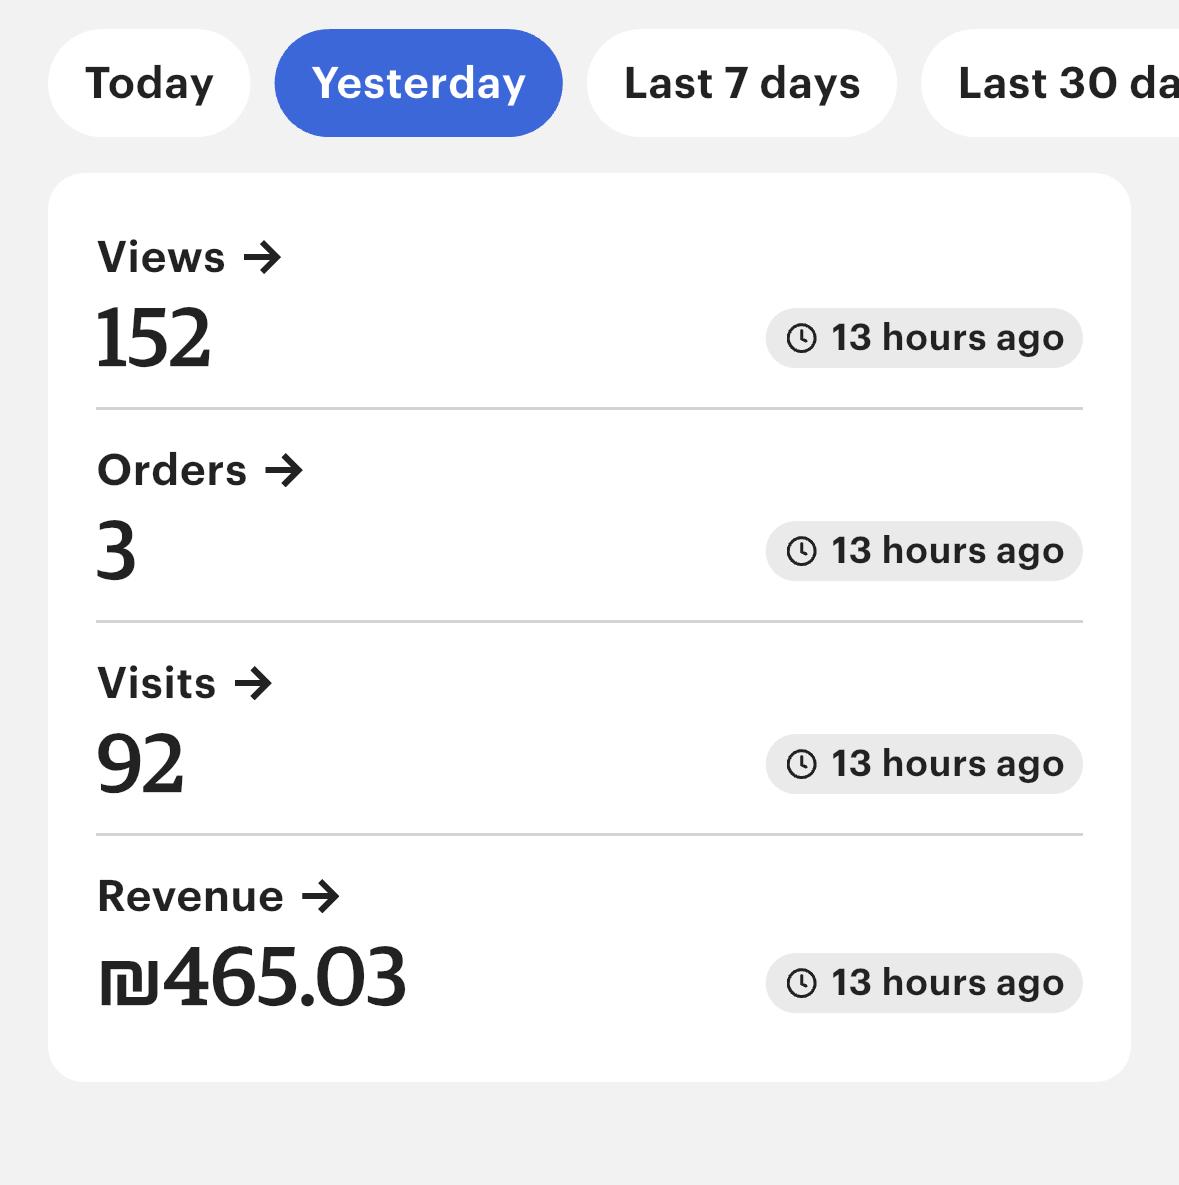 Today Yesterday Last 7 days Last 30 da
Views →
152 13 hours ago
Orders →
3 13 hours ago
Visits →
92 13 hours ago
Revenue →
₪465.03 13 hours ago